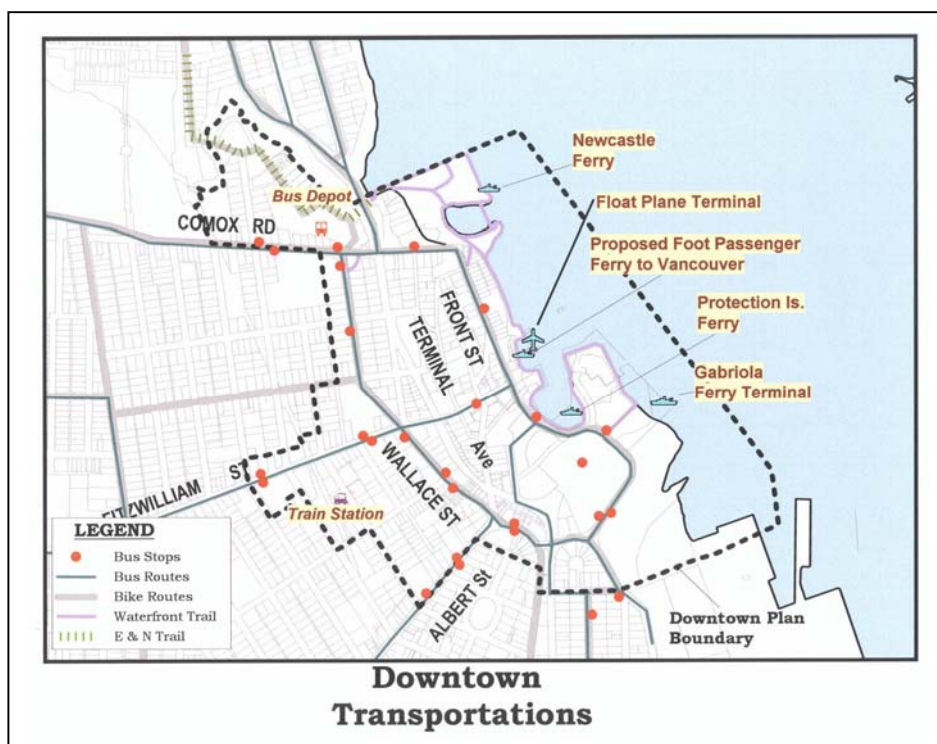 Newcastle
Ferry
Float Plane Terminal
Bus Depot
COMOX RD
Proposed Foot Passenger
Ferry to Vancouver
Protection Is.
Ferry
FRONT ST
TERMINAL
Ave
Gabriola
Ferry Terminal
WALLACE ST
FITZWILLIAM ST
Train Station
ALBERT St
LEGEND
Bus Stops
Bus Routes
Bike Routes
Waterfront Trail
E & N Trail
Downtown Plan
Boundary
Downtown
Transportations